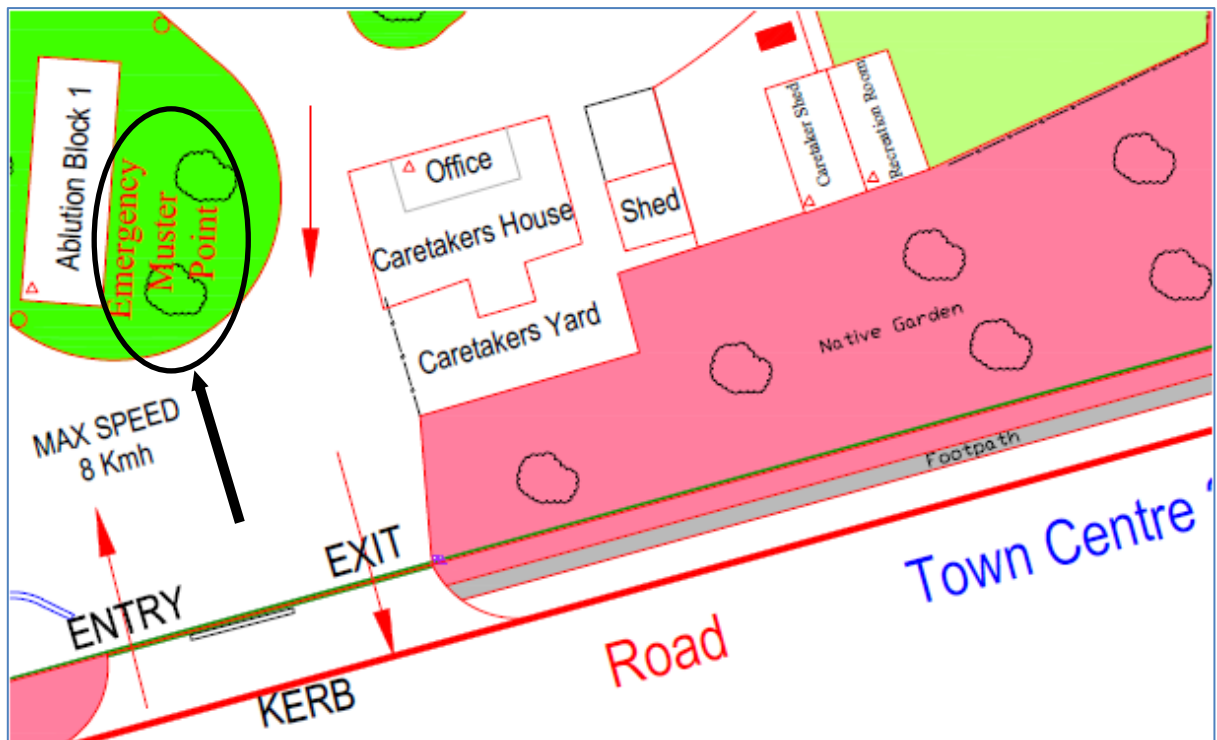 Ablution Block 1
Emergency
Muster
Point
Office
Caretakers House
Shed
Caretaker Shed
Recreation Room
Caretakers Yard
Native Garden
MAX SPEED
8 Kmh
Footpath
EXIT
ENTRY
Town Centre
Road
KERB